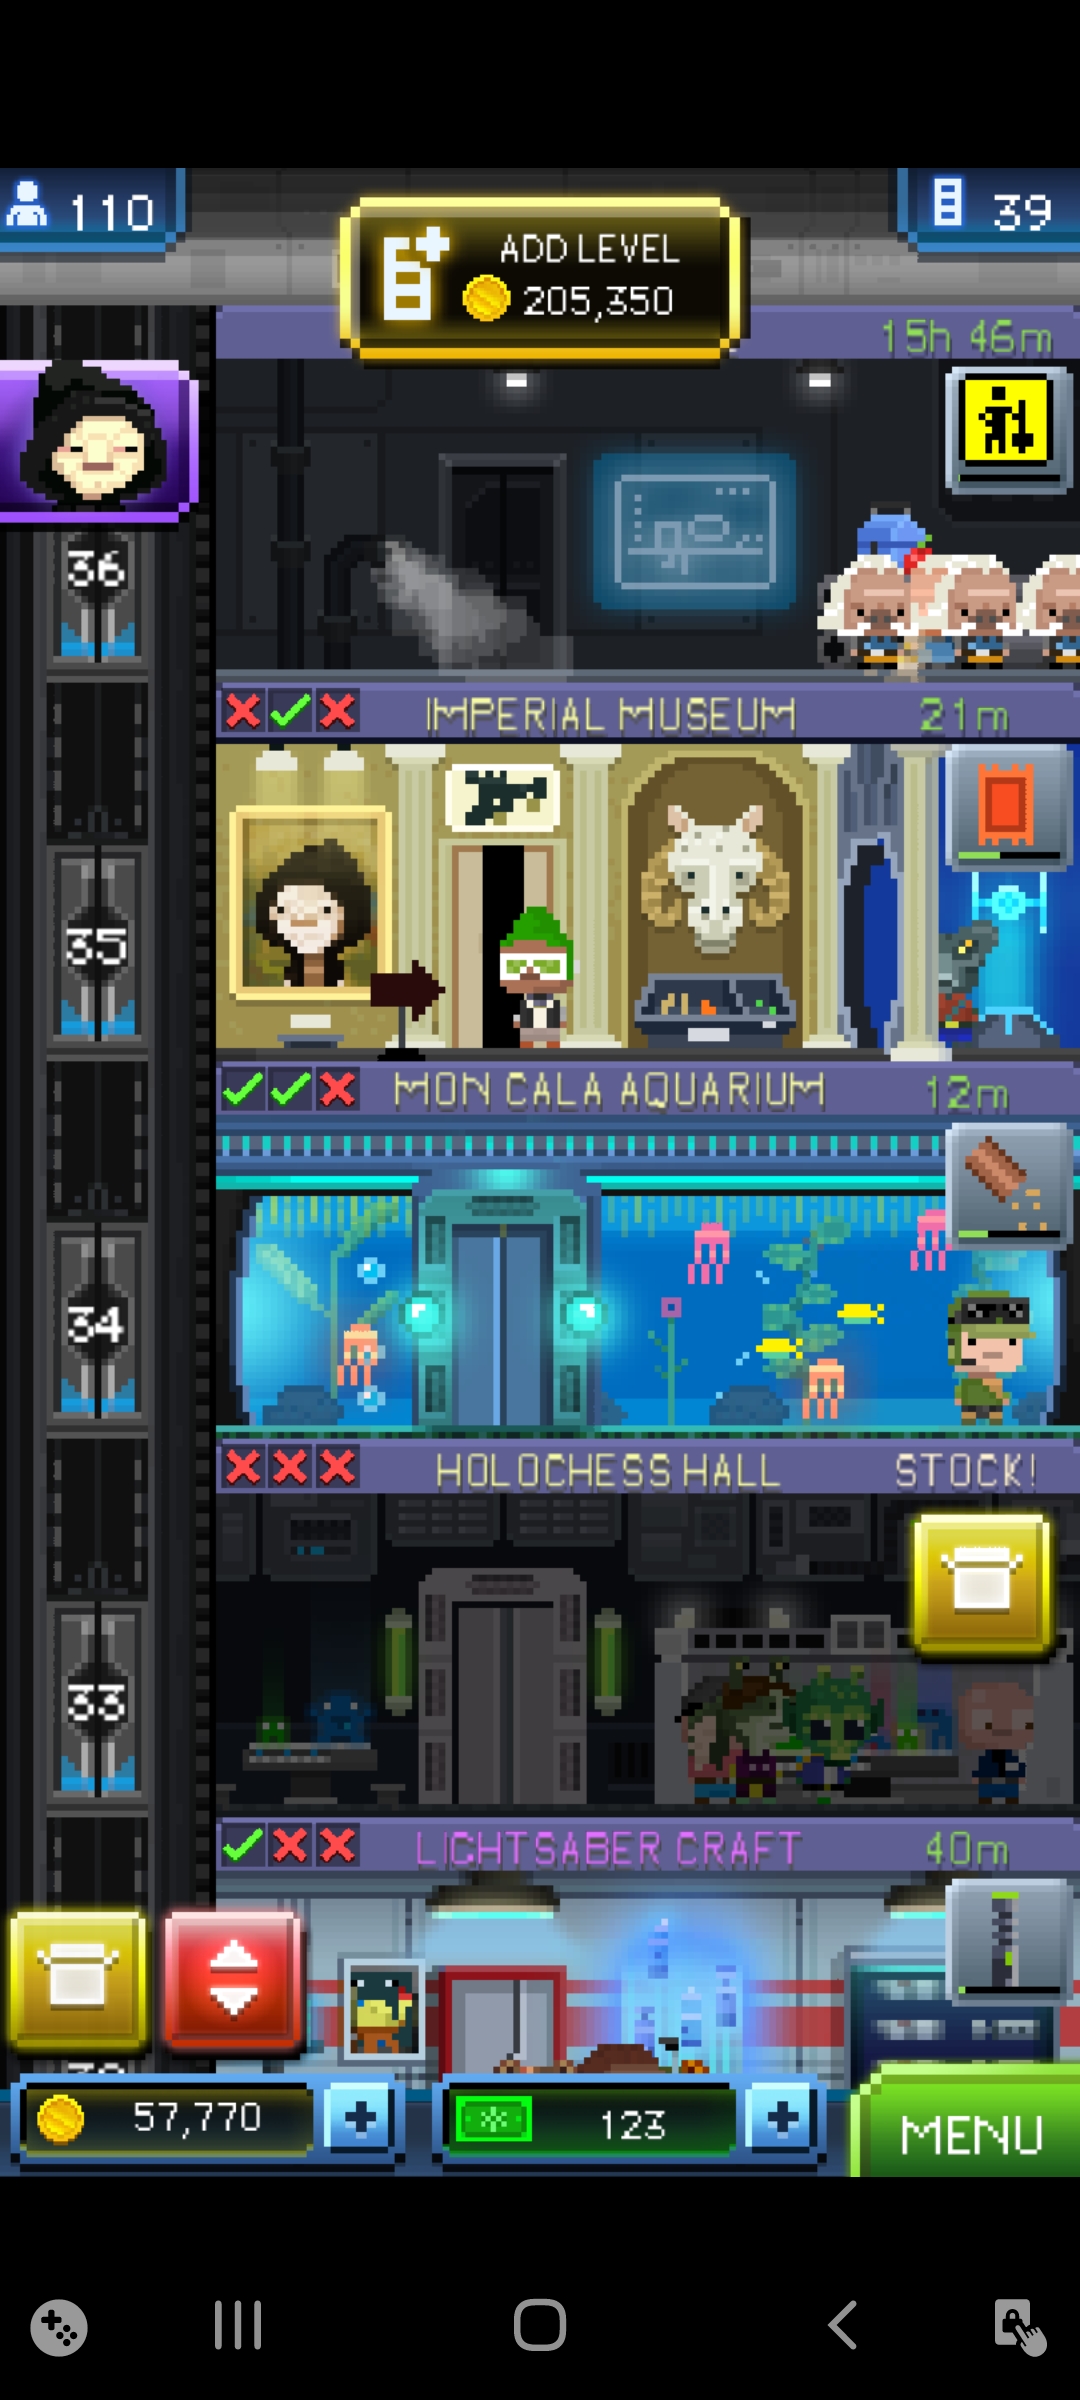 110
ADD LEVEL
205,350
39
15h 46m
36
IMPERIAL MUSEUM
21m
35
MON CALA AQUARIUM
12m
34
HOLOCHESS HALL
STOCK!
33
LIGHTSABER CRAFT
40m
57,770
123
MENU